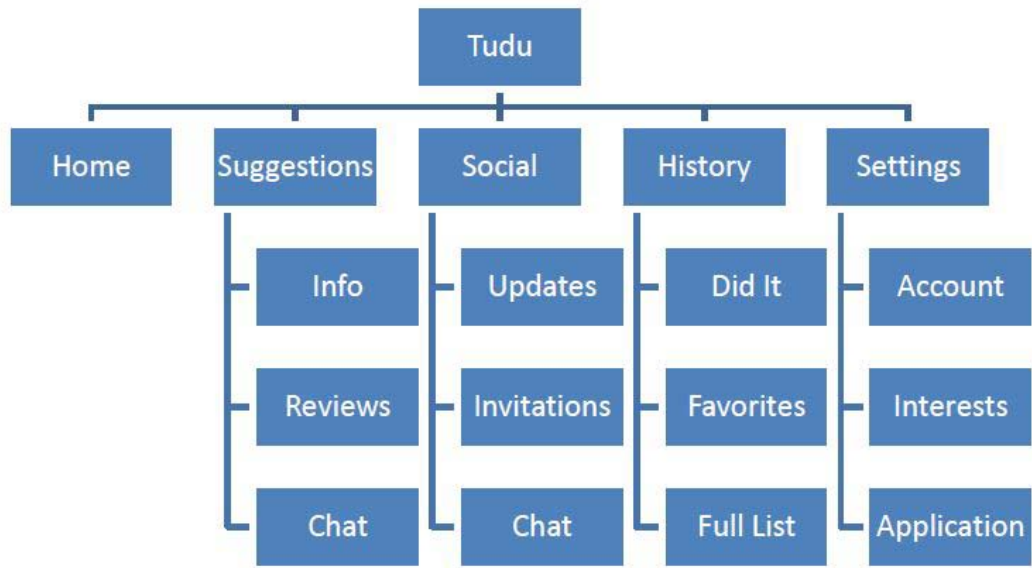 Tudu
Home
Suggestions
Social
History
Settings
Info
Updates
Did It
Account
Reviews
Invitations
Favorites
Interests
Chat
Chat
Full List
Application